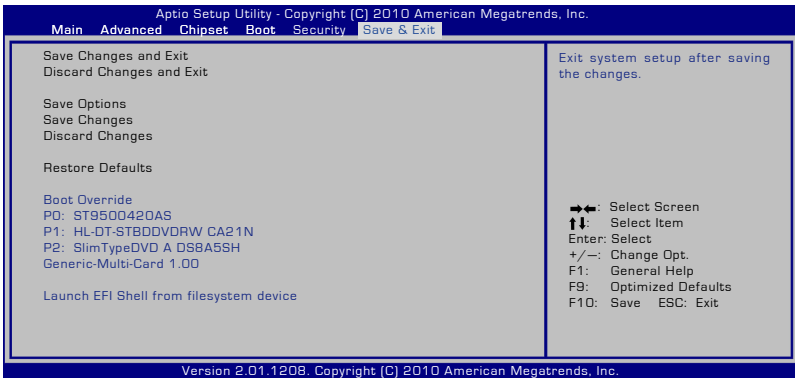 Aptio Setup Utility - Copyright (C) 2010 American Megatrends, Inc.
Main Advanced Chipset Boot Security Save & Exit
Save Changes and Exit
Discard Changes and Exit
Save Options
Save Changes
Discard Changes
Restore Defaults
Boot Override
P0: ST9500420AS
P1: HL-DT-STBDDVDRW CA21N
P2: SlimTypeDVD A DS8A5SH
Generic-Multi-Card 1.00
Launch EFI Shell from filesystem device
Exit system setup after saving
the changes.
→←: Select Screen
↑↓: Select Item
Enter: Select
+/—: Change Opt.
F1: General Help
F9: Optimized Defaults
F10: Save ESC: Exit
Version 2.01.1208. Copyright (C) 2010 American Megatrends, Inc.